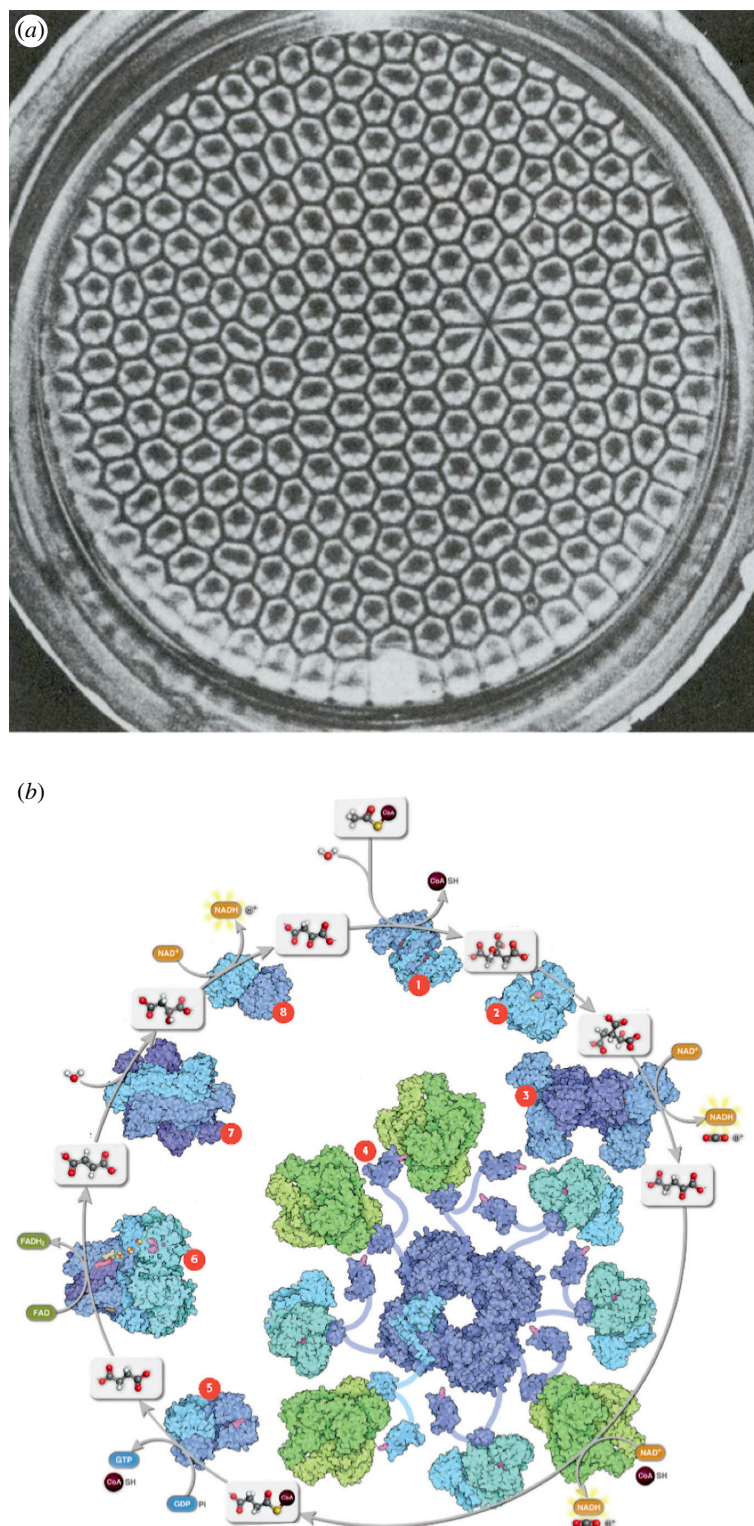 (a)
(b)
CoA
CoA SH
NADH H⁺
NAD⁺
1
8
2
NAD⁺
3
NADH
H⁺
7
4
FADH₂
6
FAD
5
GTP
CoA SH
GDP Pi
CoA
NAD⁺
CoA SH
NADH
H⁺